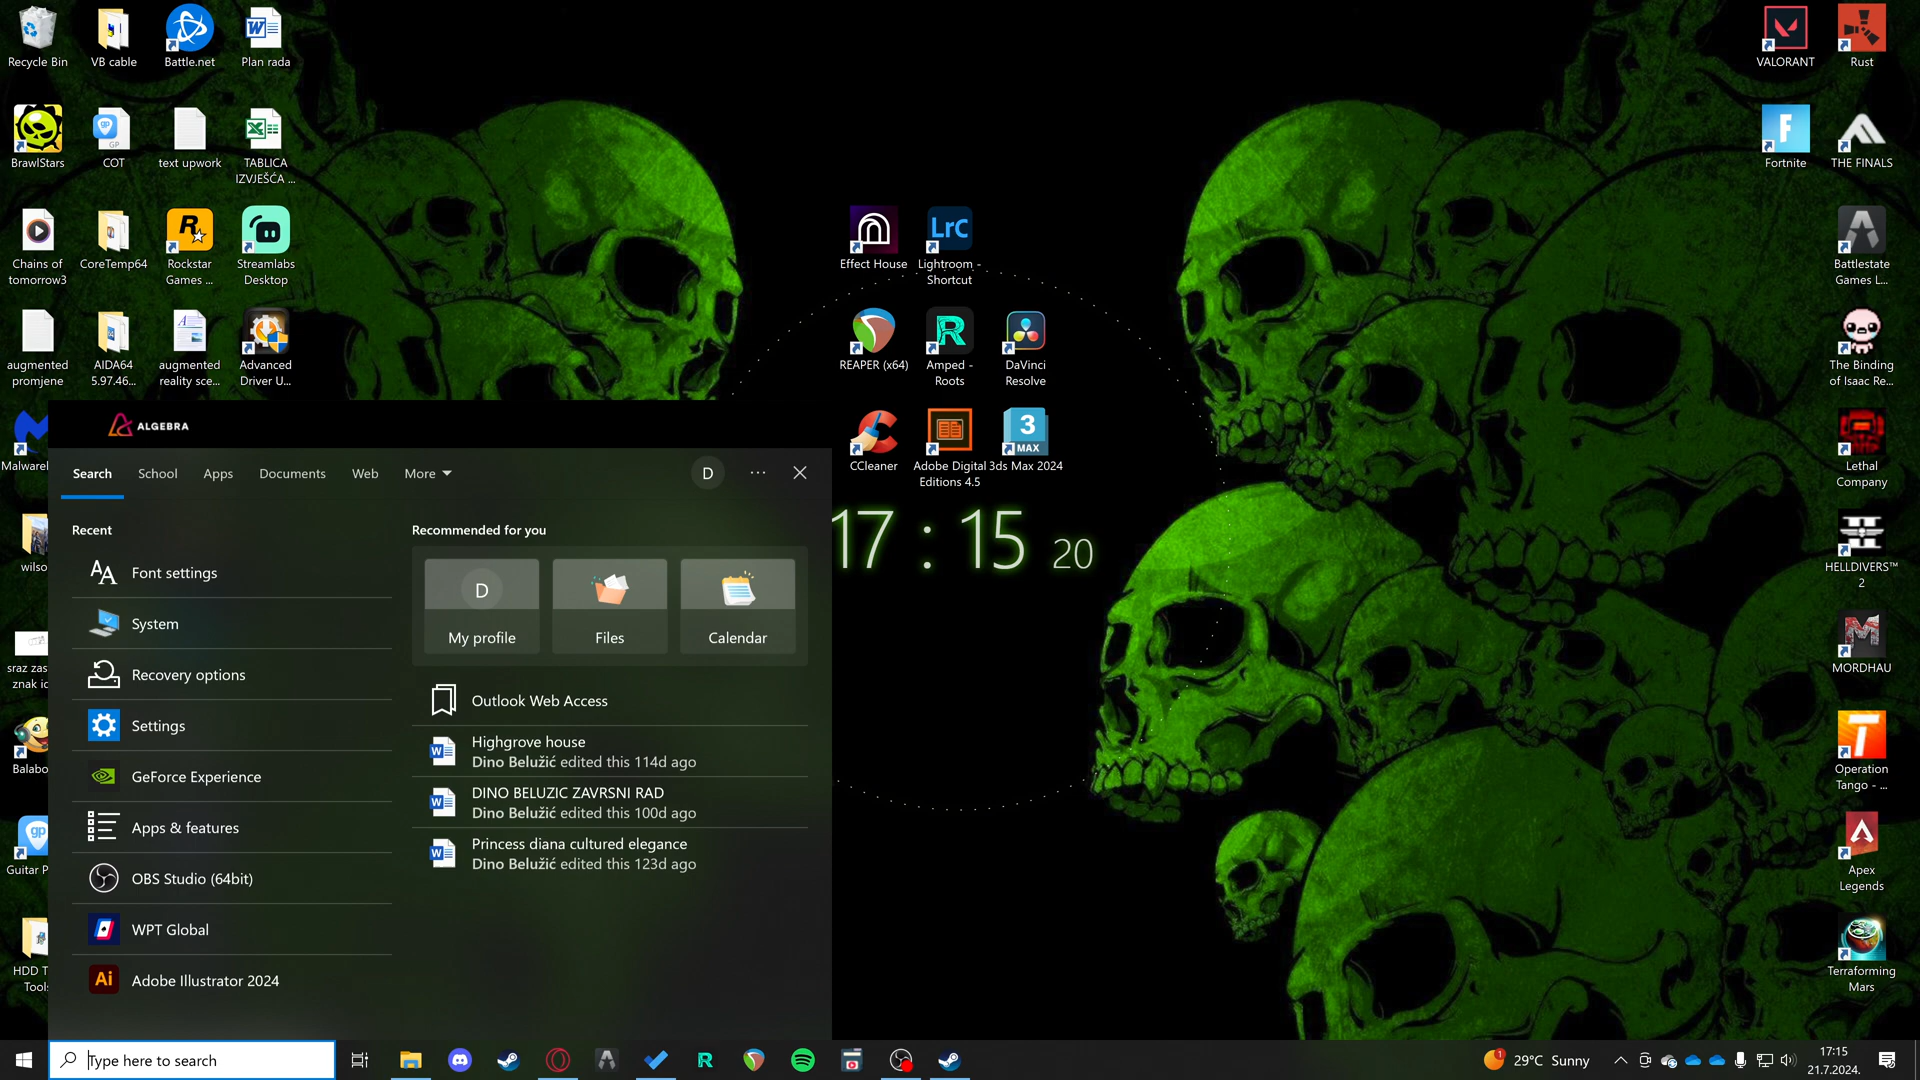 Recycle Bin
VB cable
Battle.net
Plan rada
VALORANT
Rust
BrawlStars
COT
text upwork
TABLICA
IZVJEŠĆA ...
Fortnite
THE FINALS
Chains of
tomorrow3
CoreTemp64
Rockstar
Games ...
Streamlabs
Desktop
Effect House
Lightroom -
Shortcut
Battlestate
Games L...
augmented
promjene
AIDA64
5.97.46...
augmented
reality sce...
Advanced
Driver U...
REAPER (x64)
Amped -
Roots
DaVinci
Resolve
The Binding
of Isaac Re...
CCleaner
Adobe Digital
Editions 4.5
3ds Max 2024
Lethal
Company
HELLDIVERS™
2
MORDHAU
Operation
Tango - ...
Apex
Legends
Terraforming
Mars
17 : 15 20
Malwarel
wilso
sraz zas
znak ic
Balabo
Guitar P
HDD T
Tools
ALGEBRA
Search
School
Apps
Documents
Web
More
D
Recent
Font settings
System
Recovery options
Settings
GeForce Experience
Apps & features
OBS Studio (64bit)
WPT Global
Adobe Illustrator 2024
Recommended for you
D
My profile
Files
Calendar
Outlook Web Access
Highgrove house
Dino Belužić edited this 114d ago
DINO BELUZIC ZAVRSNI RAD
Dino Belužić edited this 100d ago
Princess diana cultured elegance
Dino Belužić edited this 123d ago
Type here to search
29°C Sunny
17:15
21.7.2024.